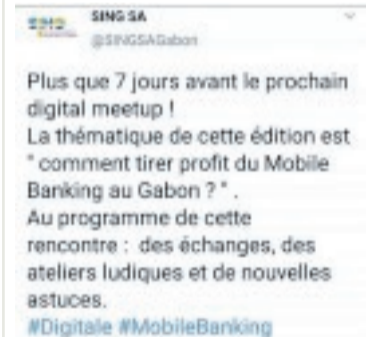 SING SA
@SINGSAGabon
Plus que 7 jours avant le prochain
digital meetup !
La thématique de cette édition est
" comment tirer profit du Mobile
Banking au Gabon ? " .
Au programme de cette
rencontre : des échanges, des
ateliers ludiques et de nouvelles
astuces.
#Digitale #MobileBanking